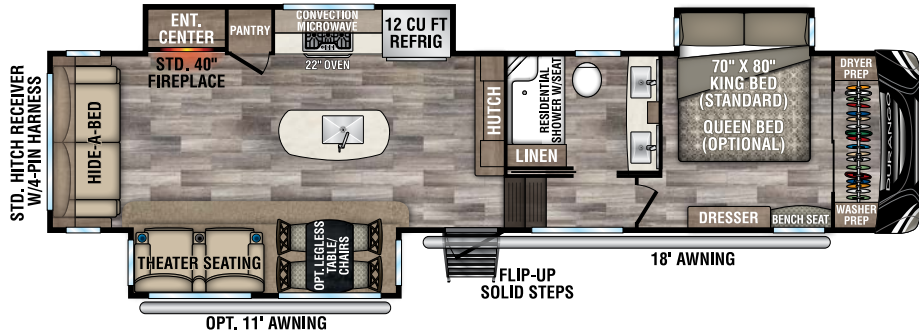 ENT.
CENTER
PANTRY
CONVECTION
MICROWAVE
22" OVEN
12 CU FT
REFRIG
STD. 40"
FIREPLACE
STD. HITCH RECEIVER
W/4-PIN HARNESS
HIDE-A-BED
HUTCH
RESIDENTIAL
SHOWER W/SEAT
LINEN
70" X 80"
KING BED
(STANDARD)
QUEEN BED
(OPTIONAL)
DRYER
PREP
DURANGO
WASHER
PREP
DRESSER
BENCH SEAT
THEATER SEATING
OPT. LEGLESS
TABLE/
CHAIRS
FLIP-UP
SOLID STEPS
18' AWNING
OPT. 11' AWNING